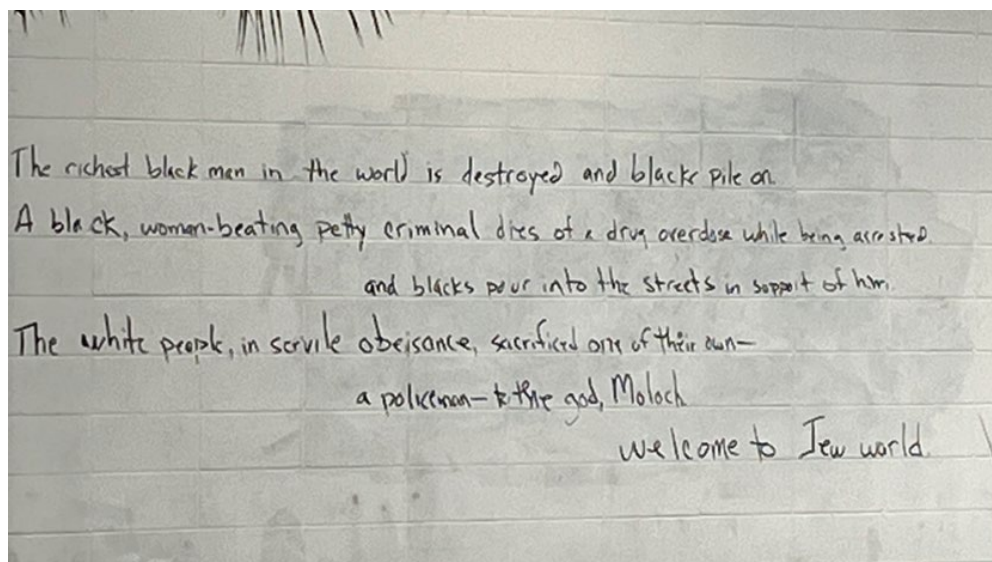 The richest black man in the world is destroyed and blacks pile on.
A black, woman-beating petty criminal dies of a drug overdose while being arrested.
and blacks pour into the streets in support of him.
The white people, in servile obeisance, sacrificed one of their own—
a policeman—to the god, Moloch
welcome to Jew world